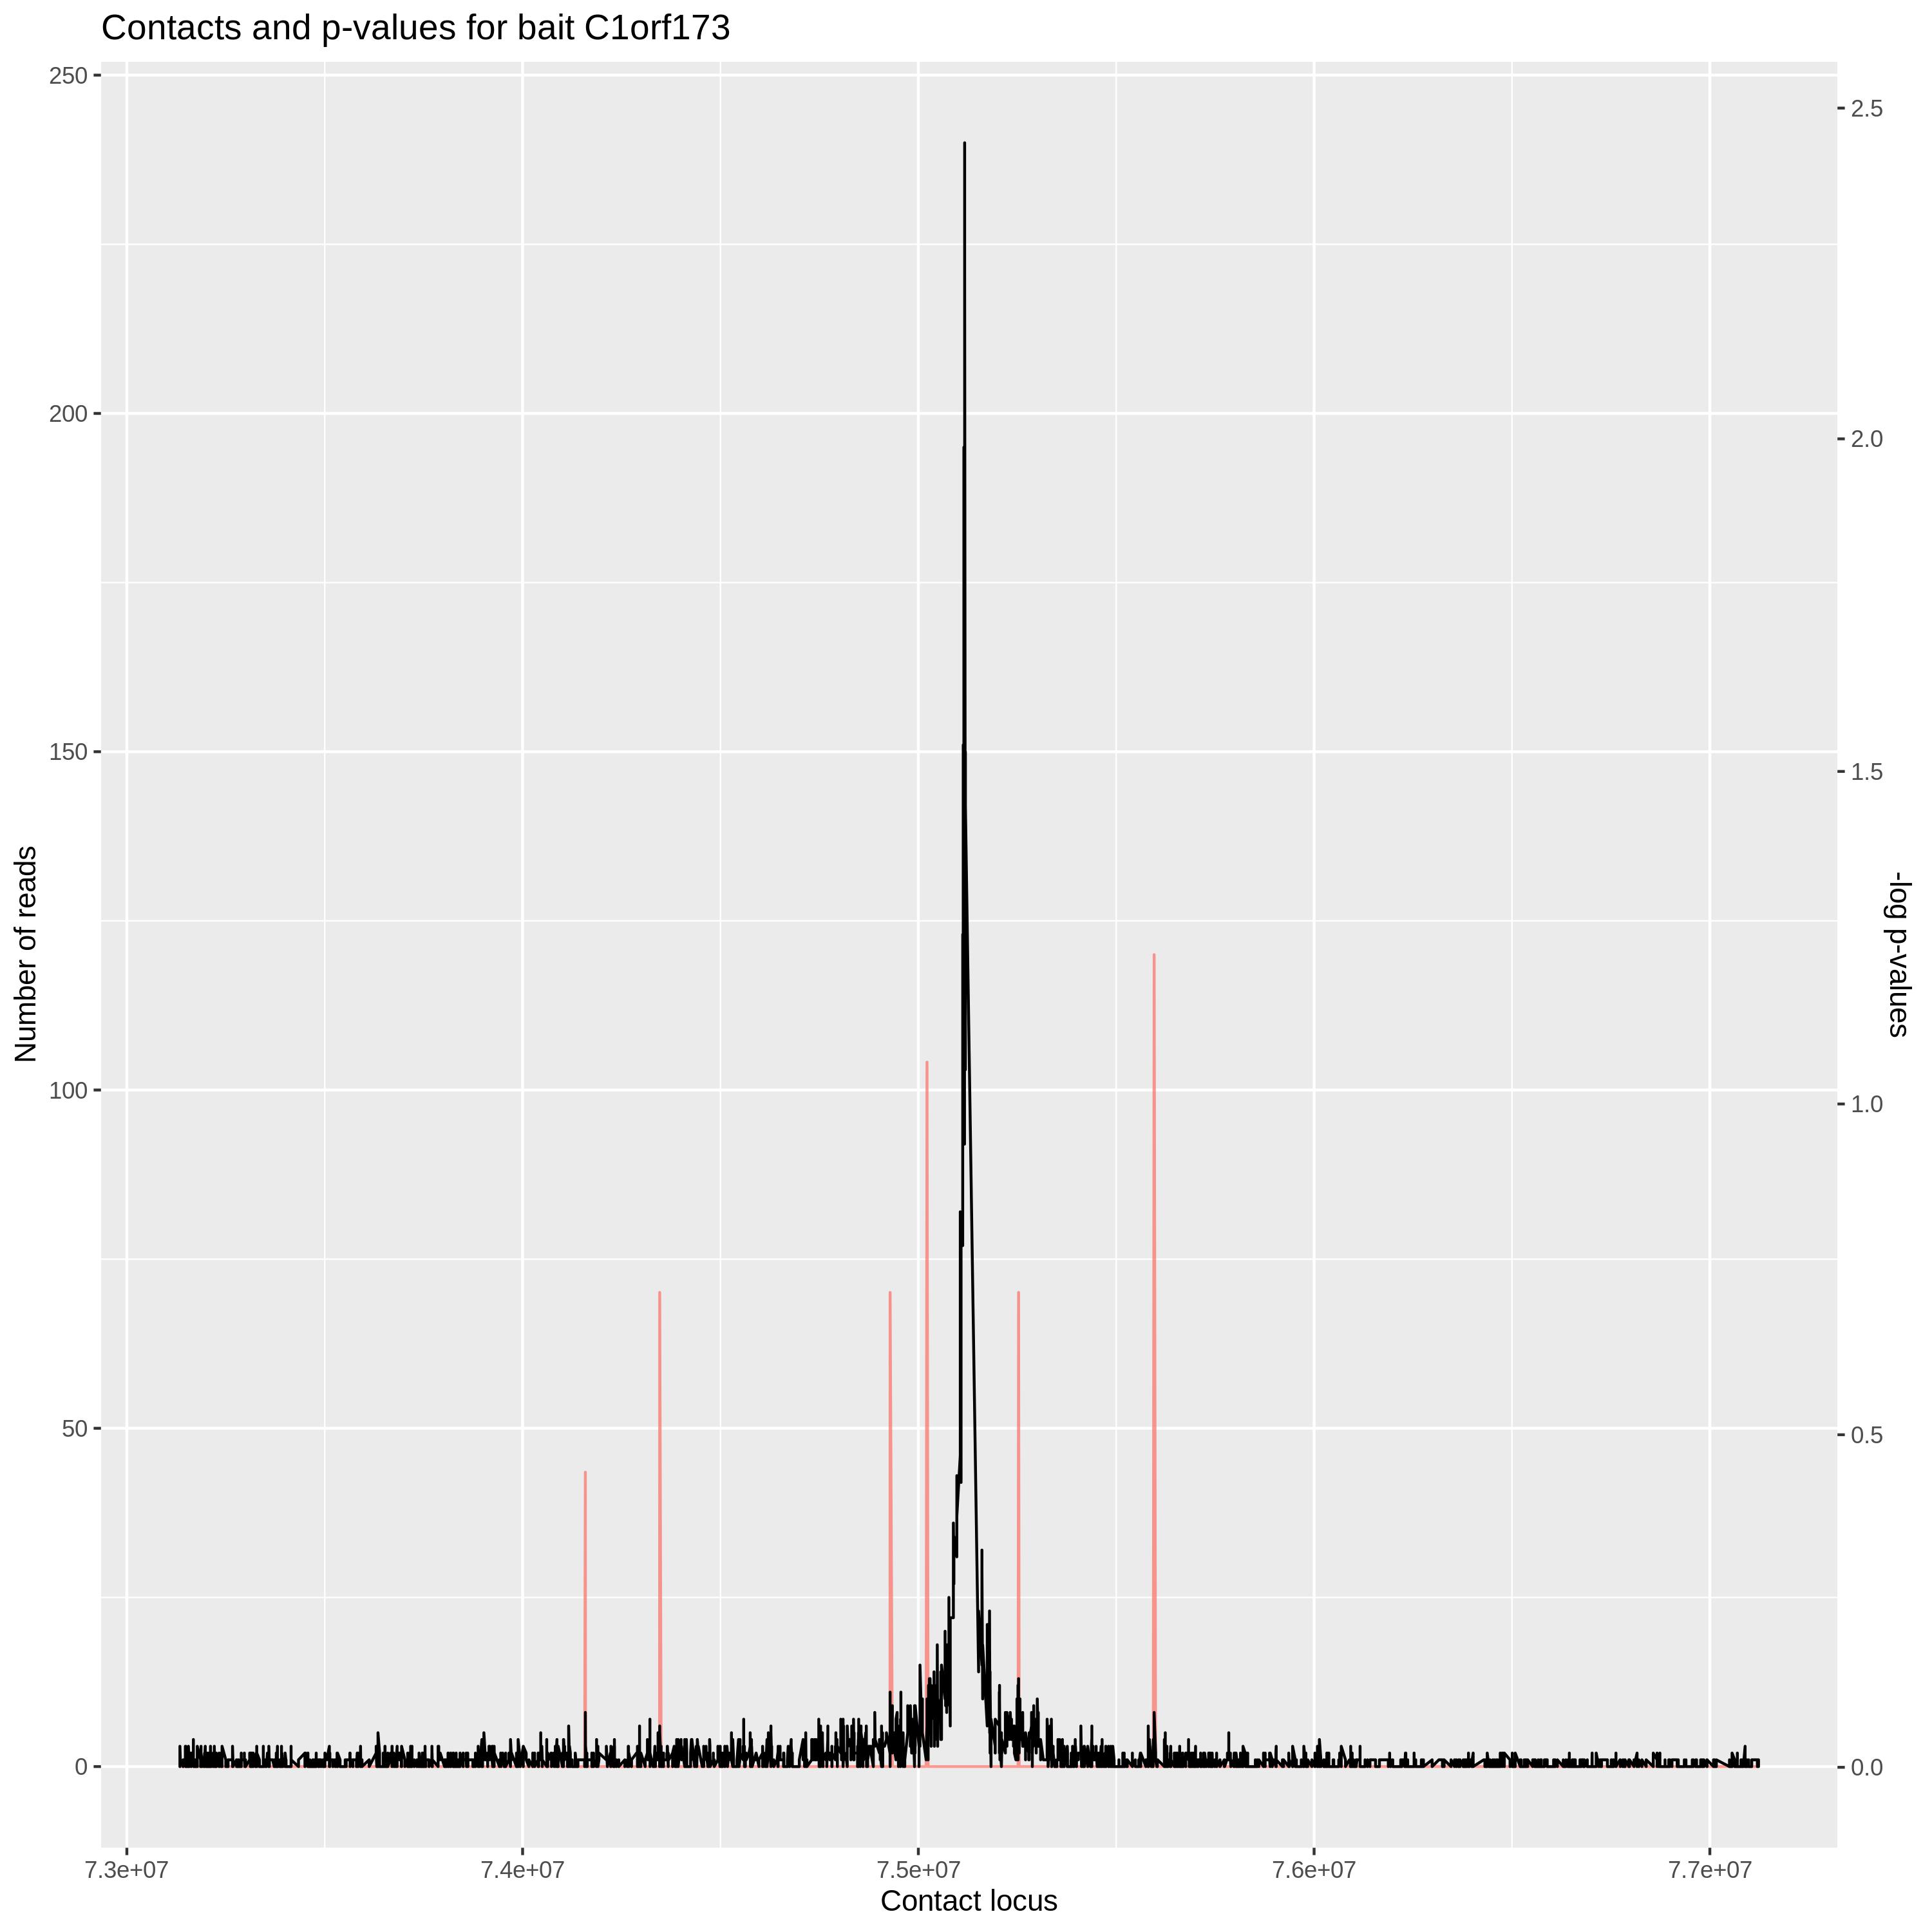 Contacts and p-values for bait C1orf173
250
200
150
100
50
0
Number of reads
2.5
2.0
1.5
1.0
0.5
0.0
-log p-values
7.3e+07
7.4e+07
7.5e+07
7.6e+07
7.7e+07
Contact locus